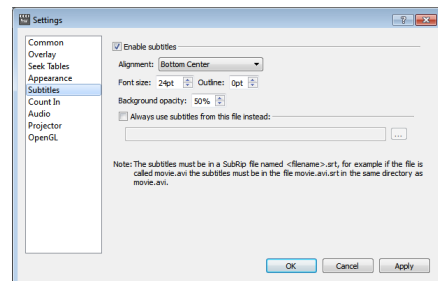 Settings
Common
Overlay
Seek Tables
Appearance
Subtitles
Count In
Audio
Projector
OpenGL
Enable subtitles
Alignment: Bottom Center
Font size: 24pt Outline: 0pt
Background opacity: 50%
Always use subtitles from this file instead:
...
Note: The subtitles must be in a SubRip file named <filename>.srt, for example if the file is
called movie.avi the subtitles must be in the file movie.avi.srt in the same directory as
movie.avi.
OK Cancel Apply